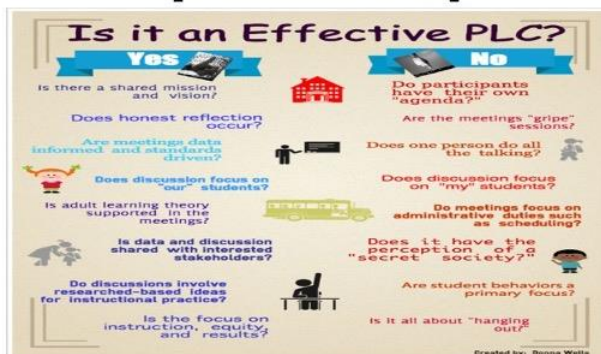 Is it an Effective PLC?
Yes
Is there a shared mission
and vision?
Does honest reflection
occur?
Are meetings data
informed and standards
driven?
Does discussion focus on
"our" students?
Is adult learning theory
supported in the
meetings?
Is data and discussion
shared with interested
stakeholders?
Do discussions involve
researched-based ideas
for instructional practice?
Is the focus on
instruction, equity,
and results?
No
Do participants
have their own
"agenda?"
Are the meetings "gripe"
sessions?
Does one person do all
the talking?
Does discussion focus
on "my" students?
Do meetings focus on
administrative duties such
as scheduling?
Does it have the
perception of a
"secret society?"
Are student behaviors a
primary focus?
Is it all about "hanging
out?"
Created by: Donna Wells